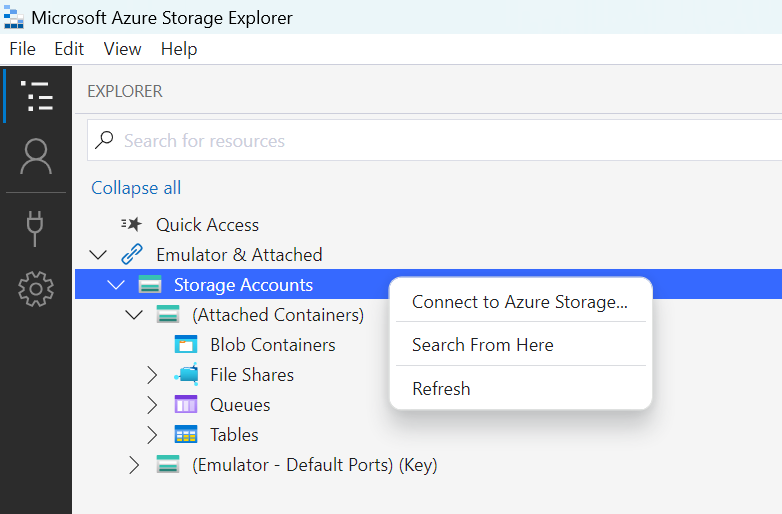 Microsoft Azure Storage Explorer
File Edit View Help
EXPLORER
Search for resources
Collapse all
Quick Access
Emulator & Attached
Storage Accounts
Connect to Azure Storage...
(Attached Containers)
Search From Here
Blob Containers
File Shares
Refresh
Queues
Tables
(Emulator - Default Ports) (Key)